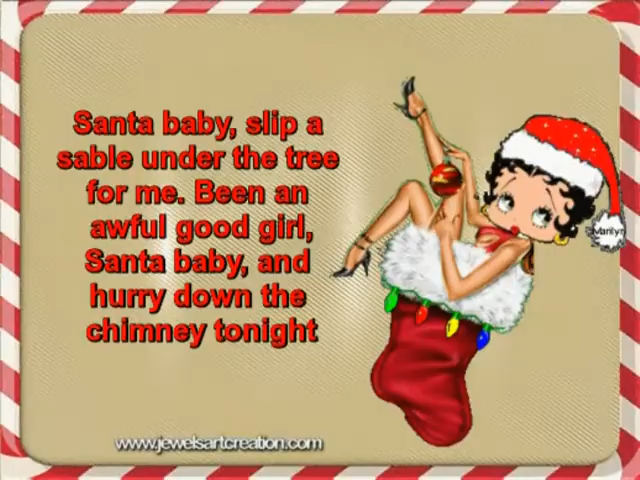 Santa baby, slip a
sable under the tree
for me. Been an
awful good girl,
Santa baby, and
hurry down the
chimney tonight
Marilyn
www.jewelsartcreation.com